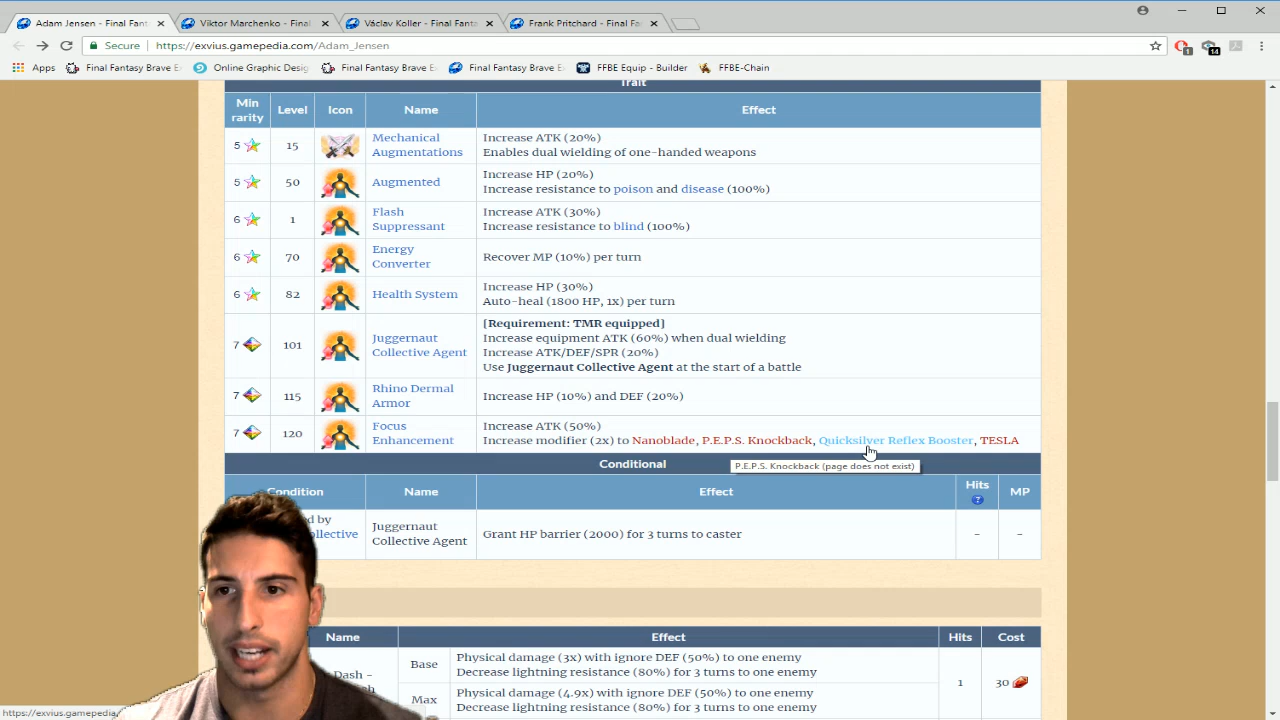 Adam Jensen - Final Fanta
Viktor Marchenko - Final
Václav Koller - Final Fanta
Frank Pritchard - Final Fa
Secure
https://exvius.gamepedia.com/Adam_Jensen
1
14
Apps
Final Fantasy Brave E
Online Graphic Desig
Final Fantasy Brave E
Final Fantasy Brave E
FFBE Equip - Builder
FFBE-Chain
Trait
Min rarity
Level
Icon
Name
Effect
5
15
Mechanical Augmentations
Increase ATK (20%)
Enables dual wielding of one-handed weapons
5
50
Augmented
Increase HP (20%)
Increase resistance to poison and disease (100%)
6
1
Flash Suppressant
Increase ATK (30%)
Increase resistance to blind (100%)
6
70
Energy Converter
Recover MP (10%) per turn
6
82
Health System
Increase HP (30%)
Auto-heal (1800 HP, 1x) per turn
7
101
Juggernaut Collective Agent
[Requirement: TMR equipped]
Increase equipment ATK (60%) when dual wielding
Increase ATK/DEF/SPR (20%)
Use Juggernaut Collective Agent at the start of a battle
7
115
Rhino Dermal Armor
Increase HP (10%) and DEF (20%)
7
120
Focus Enhancement
Increase ATK (50%)
Increase modifier (2x) to Nanoblade, P.E.P.S. Knockback, Quicksilver Reflex Booster, TESLA
P.E.P.S. Knockback (page does not exist)
Conditional
Condition
Name
Effect
Hits
?
MP
ed by
ollective
Juggernaut Collective Agent
Grant HP barrier (2000) for 3 turns to caster
-
-
Name
Effect
Hits
Cost
Dash -
Base
Physical damage (3x) with ignore DEF (50%) to one enemy
Decrease lightning resistance (80%) for 3 turns to one enemy
1
30
Max
Physical damage (4.9x) with ignore DEF (50%) to one enemy
Decrease lightning resistance (80%) for 3 turns to one enemy
https://exvius.gamep